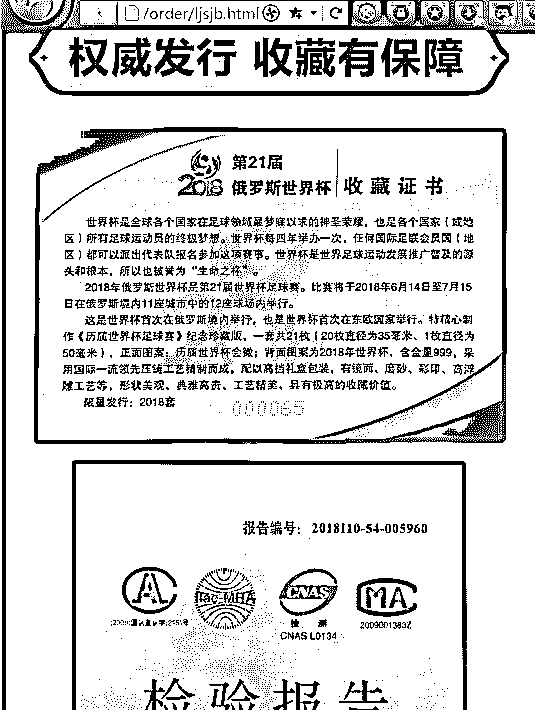 /order/ljsjb.html
权威发行 收藏有保障
第21届
2018 俄罗斯世界杯 收藏证书
世界杯是全球各个国家在足球领域最梦寐以求的神圣荣耀，也是各个国家（或地
区）所有足球运动员的终极梦想。世界杯每四年举办一次，任何国际足联会员国（地
区）都可以派出代表队报名参加这项赛事。世界杯是世界足球运动发展推广普及的源
头和根本，所以也被誉为“生命之杯”。
2018年俄罗斯世界杯是第21届世界杯足球赛。比赛将于2018年6月14日至7月15
日在俄罗斯境内11座城市中的12座球场内举行。
这是世界杯首次在俄罗斯境内举行，也是世界杯首次在东欧国家举行。特精心制
作《历届世界杯足球赛》纪念珍藏版，一套共21枚（20枚直径为35毫米、1枚直径为
50毫米），正面图案：历届世界杯会徽；背面图案为2018年世界杯，含金量999，采
用国际一流领先压铸工艺精制而成，配以高档礼盒包装，有镜面、磨砂、彩印、高浮
雕工艺等，形状美观、典雅高贵、工艺精美，具有极高的收藏价值。
限量发行：2018套
000065
报告编号：2018I10-54-005960
AL
ilac-MRA
CNAS
MA
检 测
CNAS L0134
检验报告